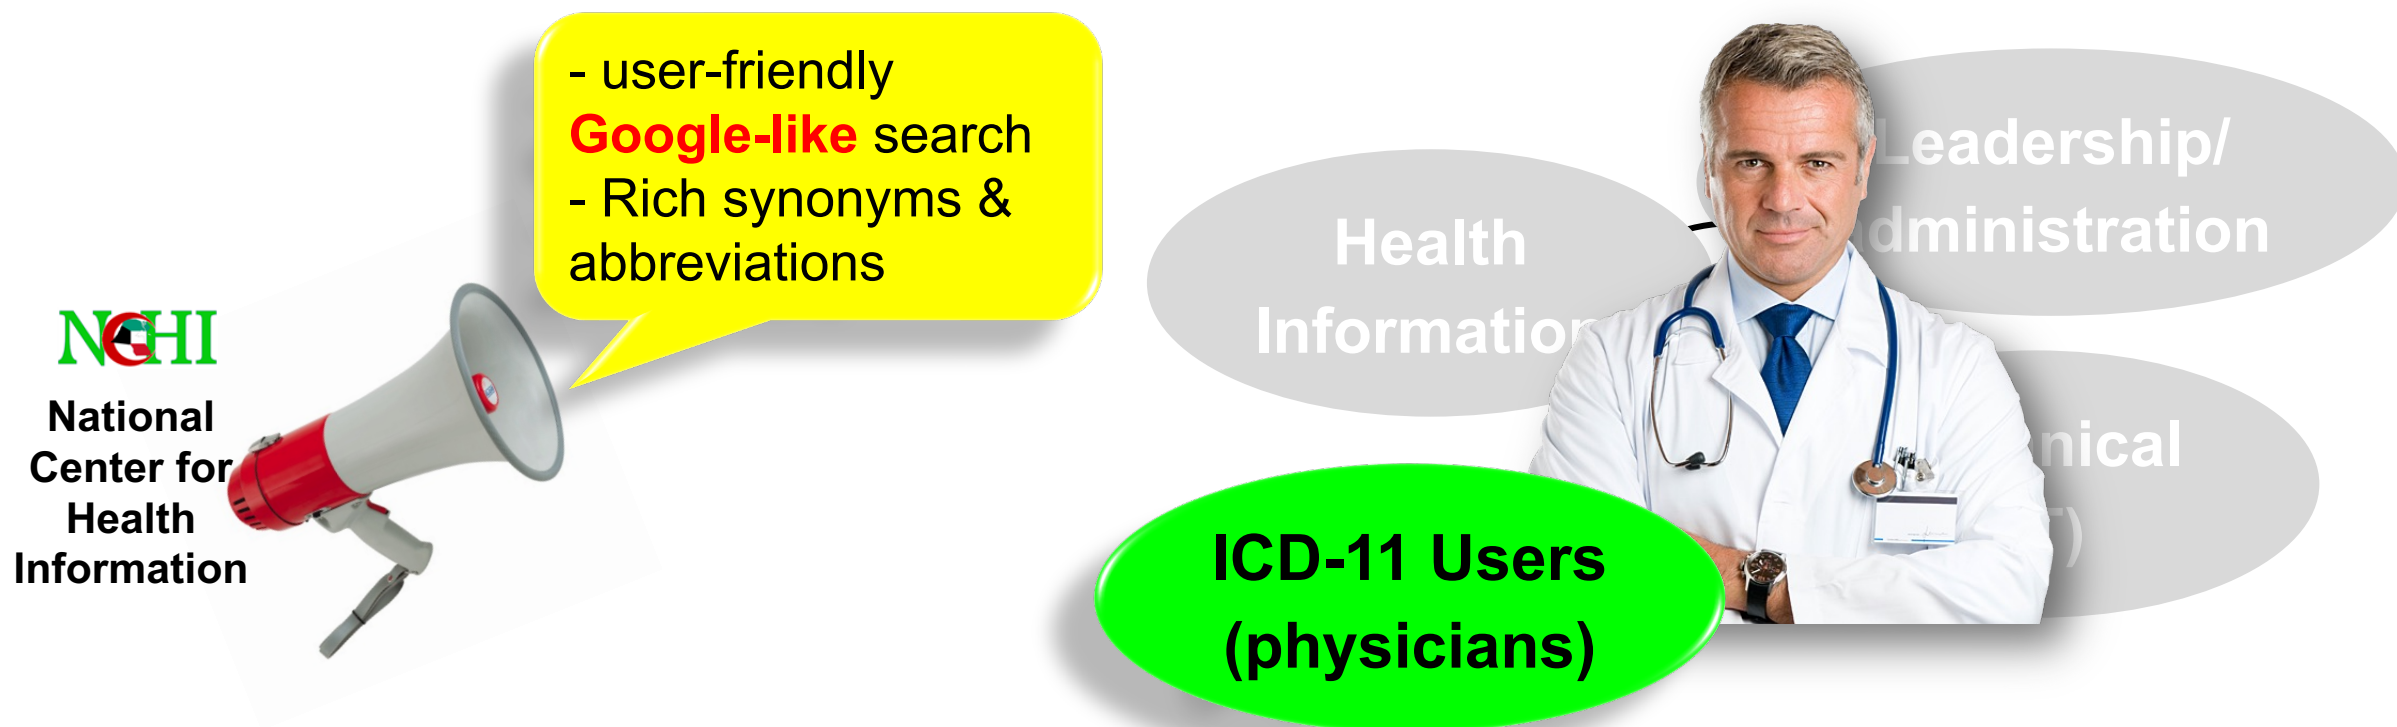 - user-friendly
Google-like search
- Rich synonyms &
abbreviations
NCHI
National
Center for
Health
Information
Health
Information
Leadership/
dministration
nical
ICD-11 Users
(physicians)